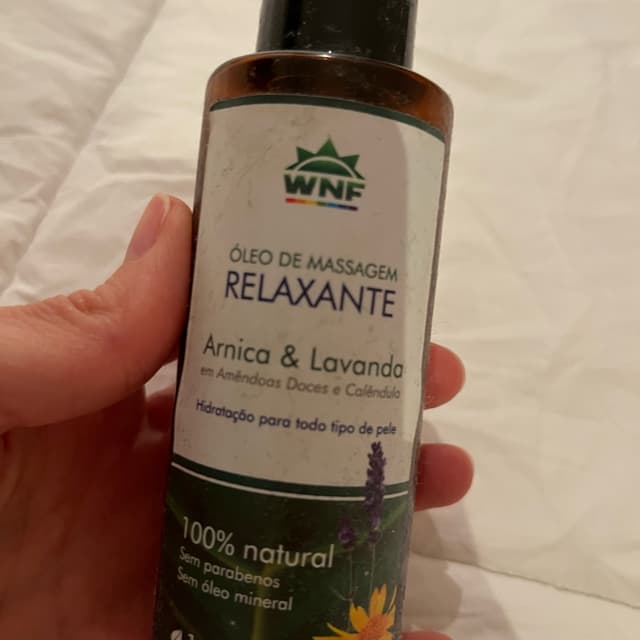 WNF
ÓLEO DE MASSAGEM
RELAXANTE
Arnica & Lavanda
em Amêndoas Doces e Calêndula
Hidratação para todo tipo de pele
100% natural
Sem parabenos
Sem óleo mineral